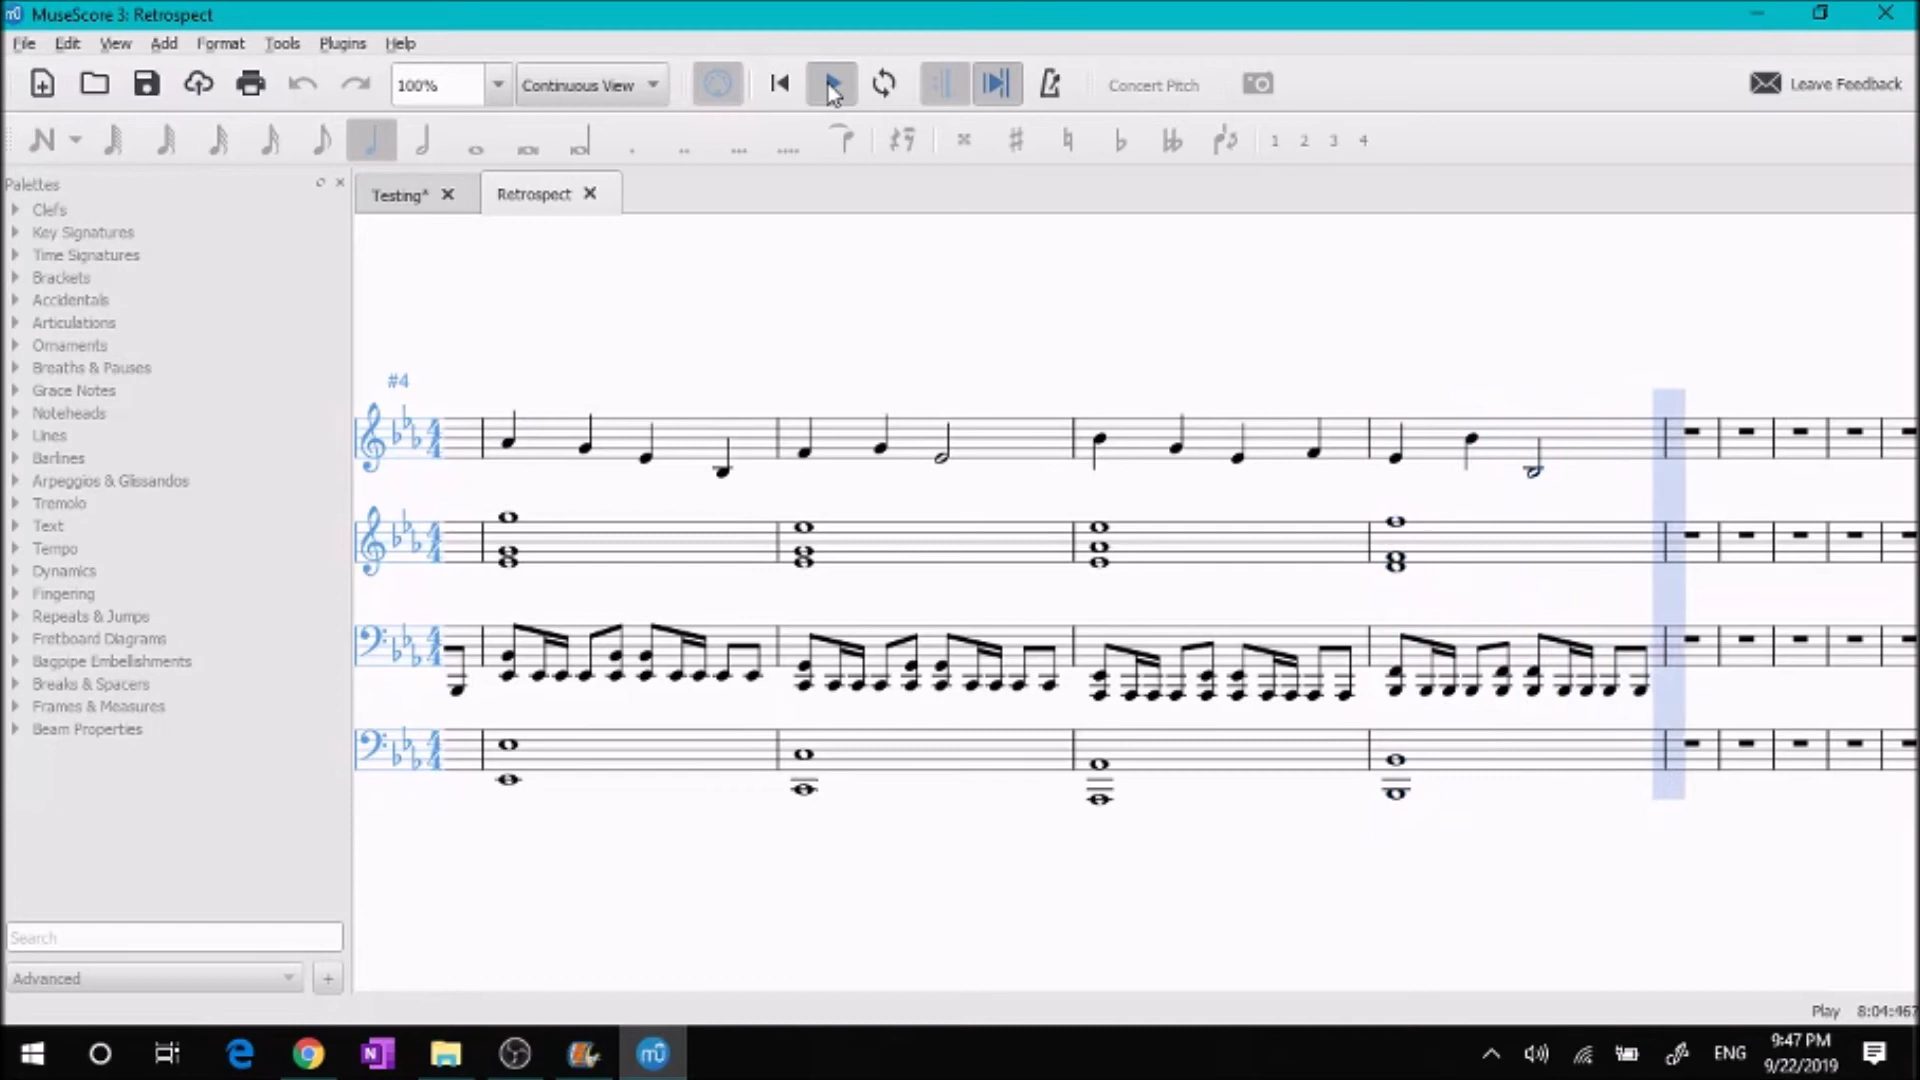 MuseScore 3: Retrospect
File Edit View Add Format Tools Plugins Help
100% Continuous View Concert Pitch Leave Feedback
1 2 3 4
Palettes
Testing* Retrospect
Clefs
Key Signatures
Time Signatures
Brackets
Accidentals
Articulations
Ornaments
Breaths & Pauses
Grace Notes
Noteheads
Lines
Barlines
Arpeggios & Glissandos
Tremolo
Text
Tempo
Dynamics
Fingering
Repeats & Jumps
Fretboard Diagrams
Bagpipe Embellishments
Breaks & Spacers
Frames & Measures
Beam Properties
#4
Search
Advanced
Play 8:04:467
ENG
9:47 PM
9/22/2019